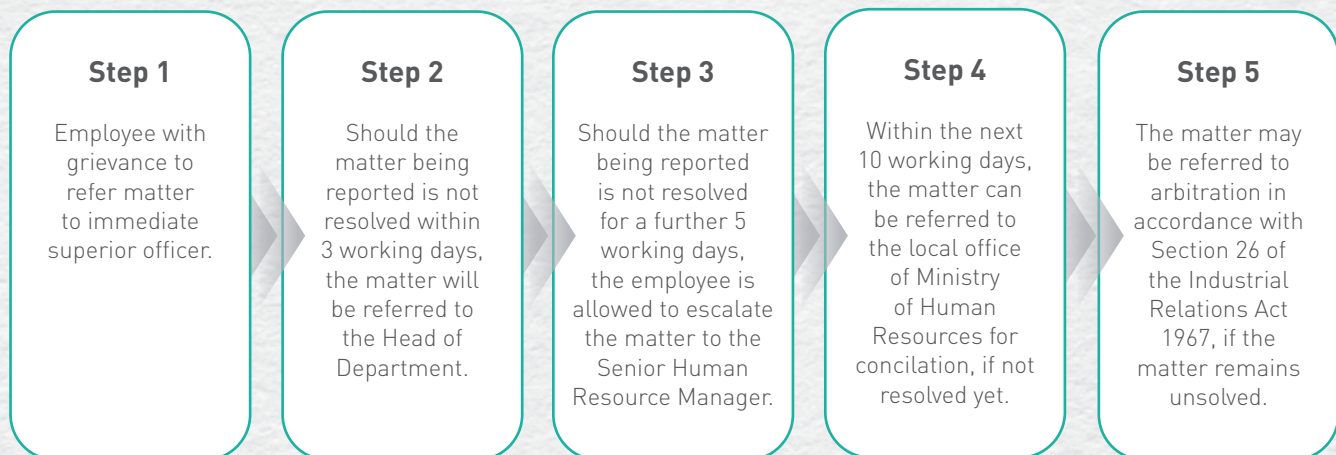 Step 1
Employee with
grievance to
refer matter
to immediate
superior officer.
Step 2
Should the
matter being
reported is not
resolved within
3 working days,
the matter will
be referred to
the Head of
Department.
Step 3
Should the matter
being reported
is not resolved
for a further 5
working days,
the employee is
allowed to escalate
the matter to the
Senior Human
Resource Manager.
Step 4
Within the next
10 working days,
the matter can
be referred to
the local office
of Ministry
of Human
Resources for
concilation, if not
resolved yet.
Step 5
The matter may
be referred to
arbitration in
accordance with
Section 26 of
the Industrial
Relations Act
1967, if the
matter remains
unsolved.